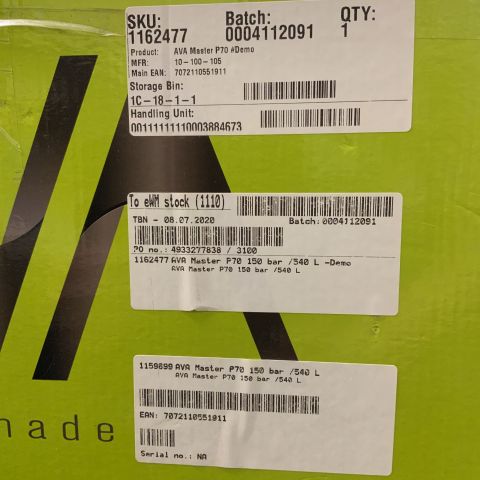 SKU: Batch: QTY:
1162477 0004112091 1
Product: AVA Master P70 #Demo
MFR: 10-100-105
Main EAN: 7072110551911
Storage Bin:
1C-18-1-1
Handling Unit:
00111111110003884673
To eWM stock (1110)
TBN - 08.07.2020 Batch:0004112091
PO no.: 4933277838 / 3100
1162477 AVA Master P70 150 bar /540 L -Demo
AVA Master P70 150 bar /540 L
1159699 AVA Master P70 150 bar /540 L
AVA Master P70 150 bar /540 L
EAN: 7072110551911
Serial no.: NA
made